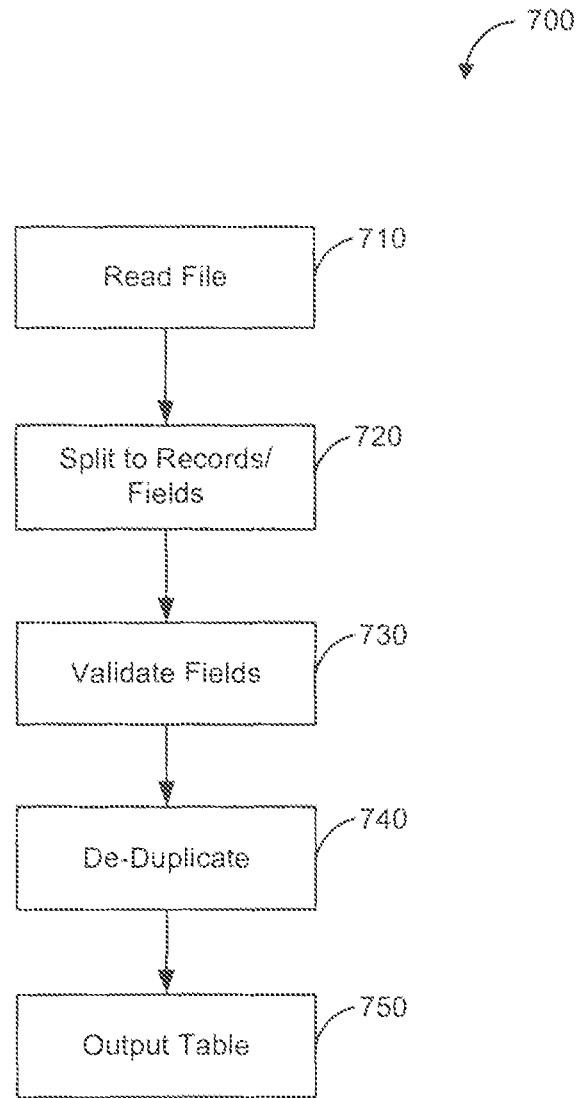 700
Read File
710
Split to Records/
Fields
720
Validate Fields
730
De-Duplicate
740
Output Table
750